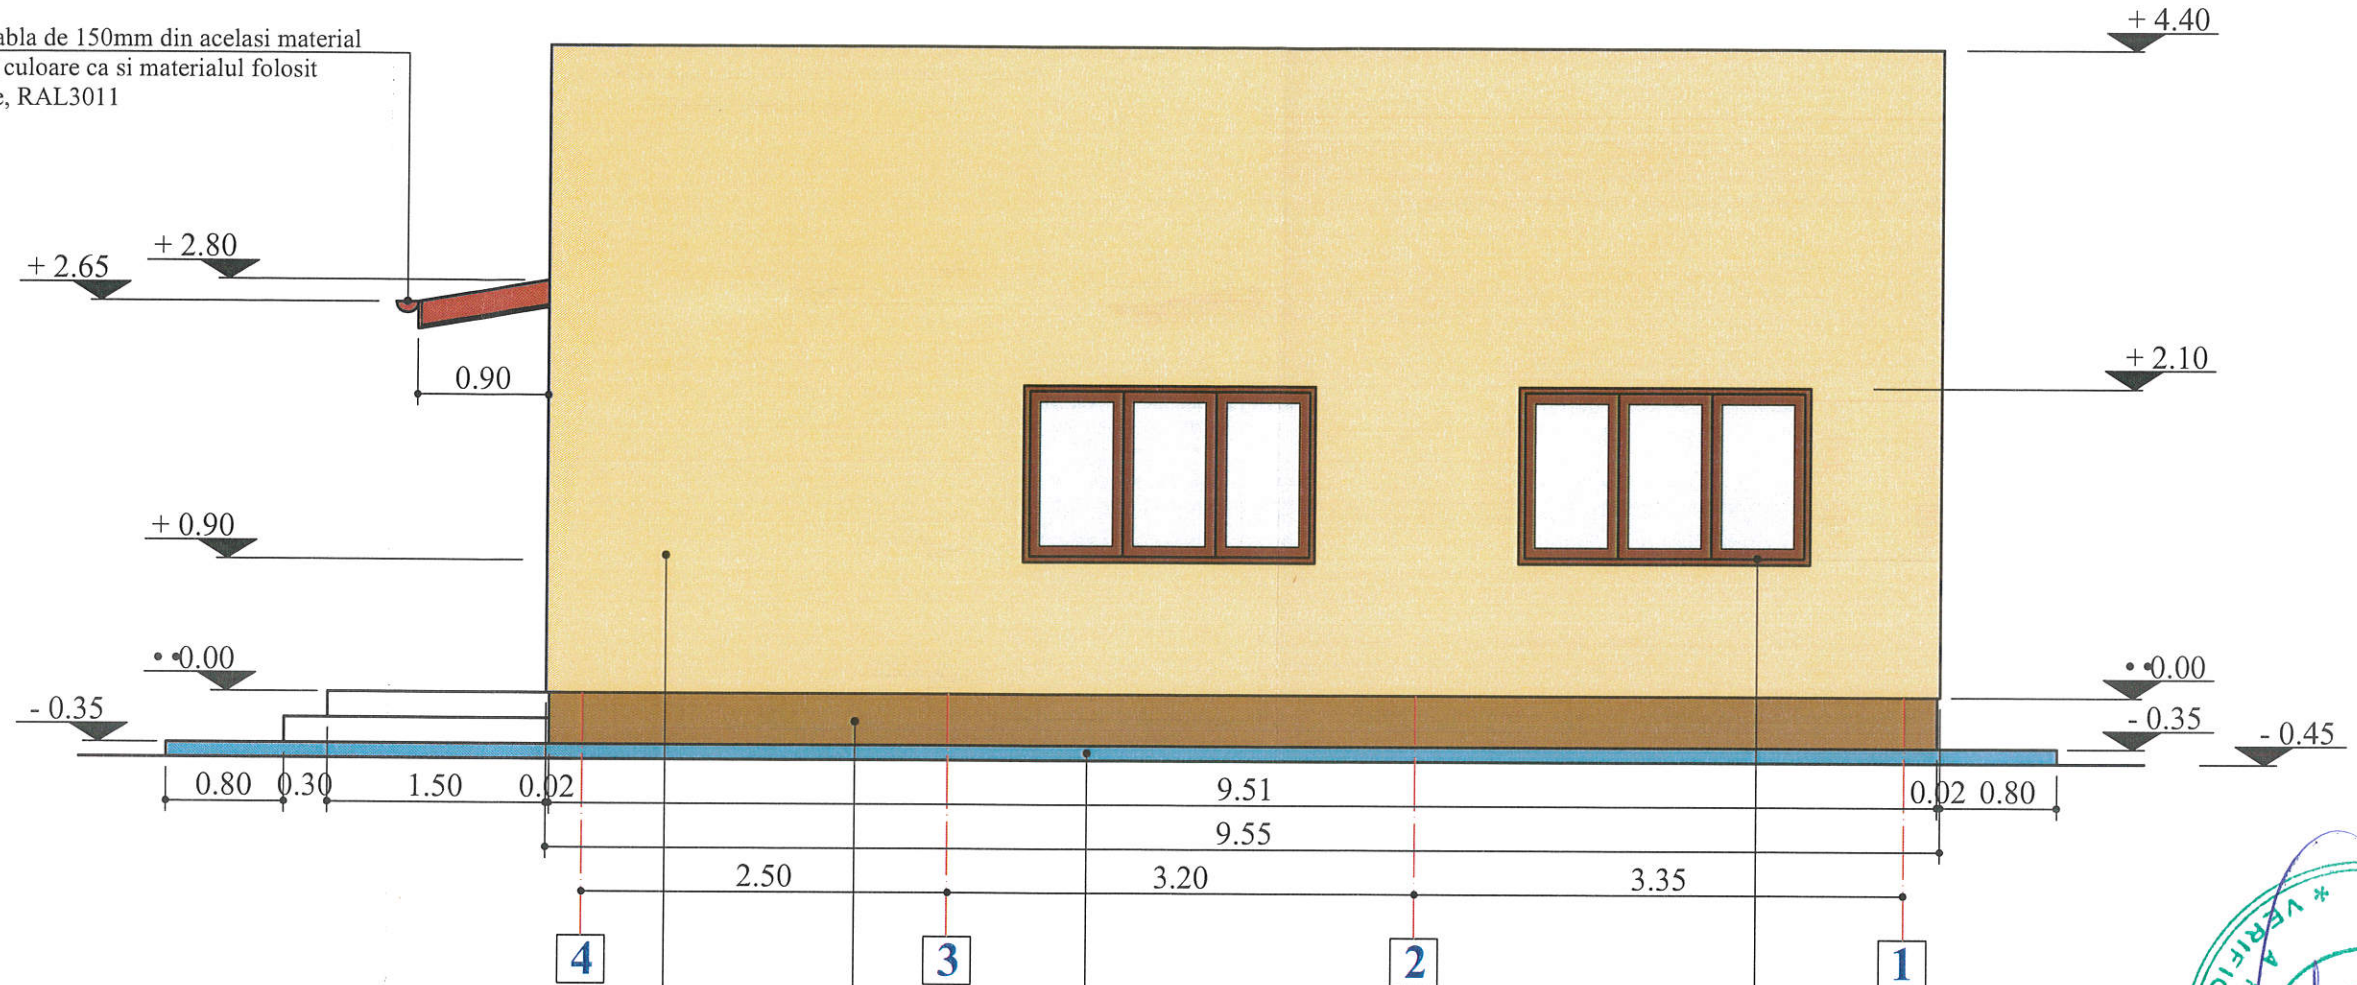 abla de 150mm din acelasi material
culoare ca si materialul folosit
e, RAL3011
+ 4.40
+ 2.80
+ 2.65
0.90
+ 2.10
+ 0.90
0.00
0.00
- 0.35
- 0.35
- 0.45
0.80 0.30 1.50 0.02 9.51 0.02 0.80
9.55
2.50 3.20 3.35
4 3 2 1
* VERIFIC
A